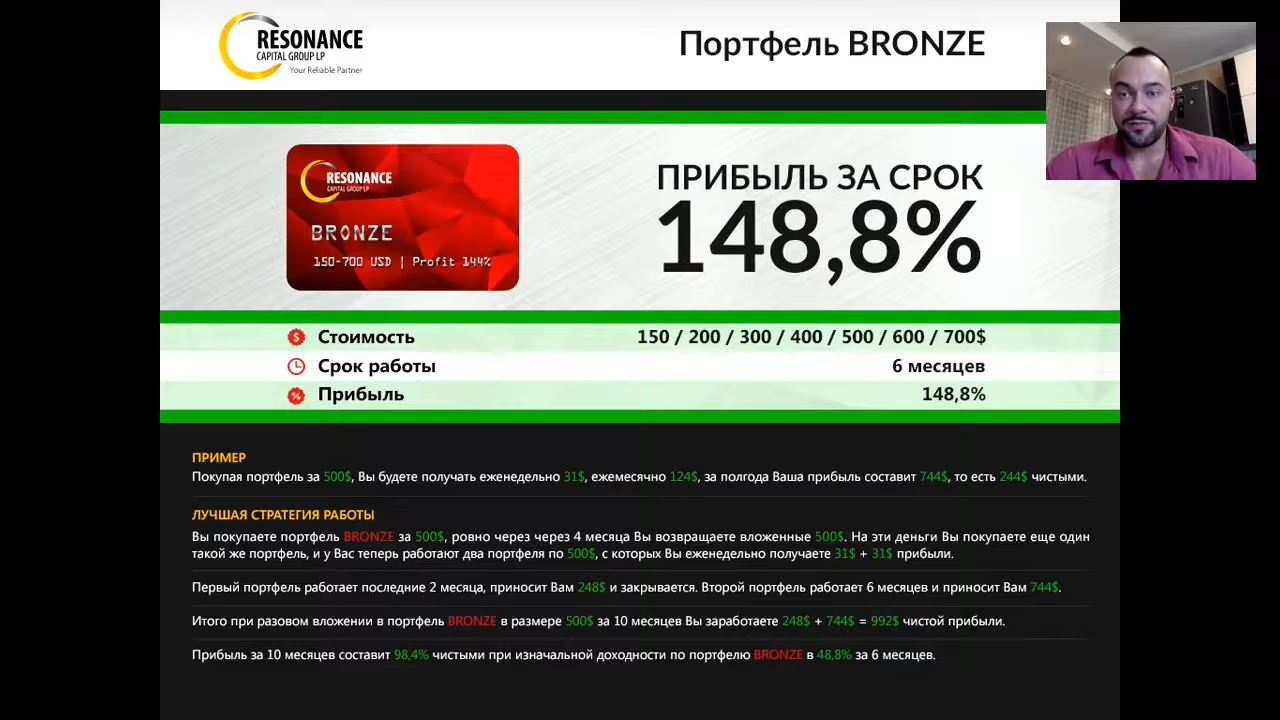 RESONANCE
CAPITAL GROUP LP
Your Reliable Partner
Портфель BRONZE
RESONANCE
CAPITAL GROUP LP
BRONZE
150-700 USD | Profit 144%
ПРИБЫЛЬ ЗА СРОК
148,8%
Стоимость 150 / 200 / 300 / 400 / 500 / 600 / 700$
Срок работы 6 месяцев
Прибыль 148,8%
ПРИМЕР
Покупая портфель за 500$, Вы будете получать еженедельно 31$, ежемесячно 124$, за полгода Ваша прибыль составит 744$, то есть 244$ чистыми.
ЛУЧШАЯ СТРАТЕГИЯ РАБОТЫ
Вы покупаете портфель BRONZE за 500$, ровно через через 4 месяца Вы возвращаете вложенные 500$. На эти деньги Вы покупаете еще один
такой же портфель, и у Вас теперь работают два портфеля по 500$, с которых Вы еженедельно получаете 31$ + 31$ прибыли.
Первый портфель работает последние 2 месяца, приносит Вам 248$ и закрывается. Второй портфель работает 6 месяцев и приносит Вам 744$.
Итого при разовом вложении в портфель BRONZE в размере 500$ за 10 месяцев Вы заработаете 248$ + 744$ = 992$ чистой прибыли.
Прибыль за 10 месяцев составит 98,4% чистыми при изначальной доходности по портфелю BRONZE в 48,8% за 6 месяцев.